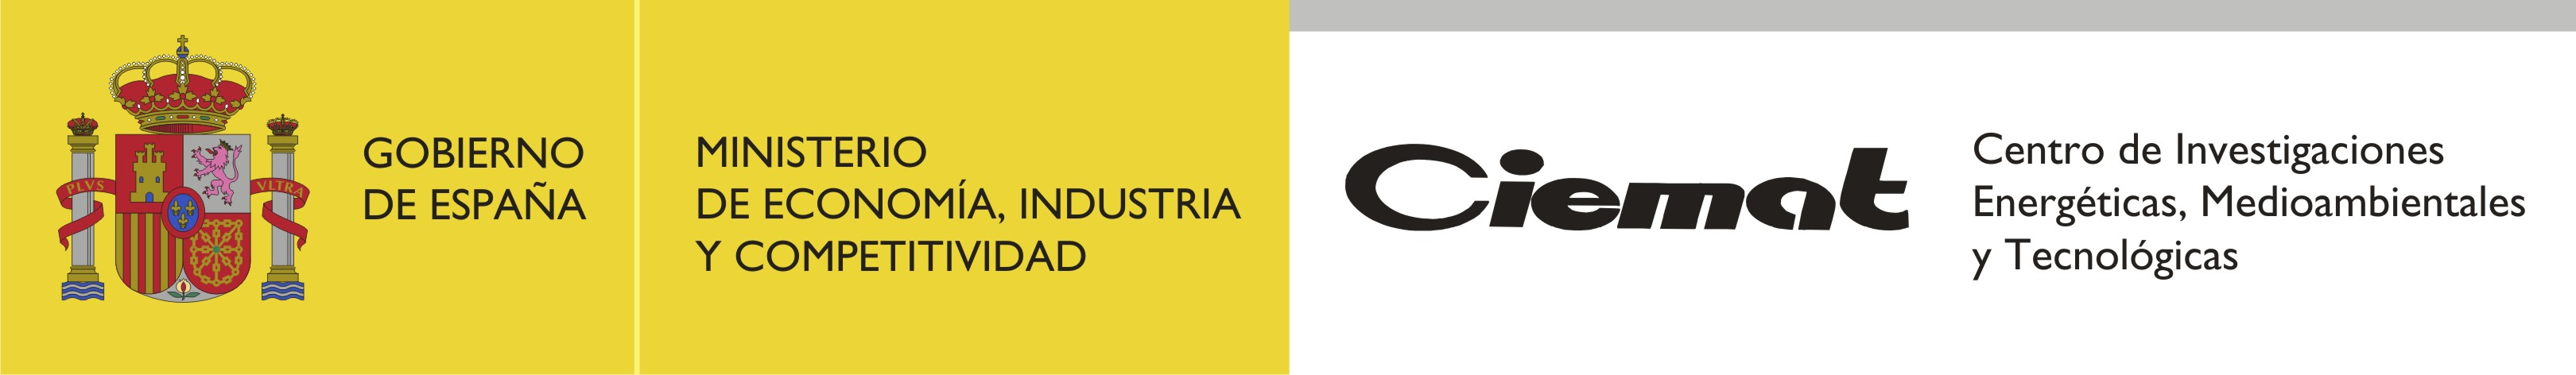 PLVS VLTRA
GOBIERNO
DE ESPAÑA
MINISTERIO
DE ECONOMÍA, INDUSTRIA
Y COMPETITIVIDAD
Ciemat
Centro de Investigaciones
Energéticas, Medioambientales
y Tecnológicas